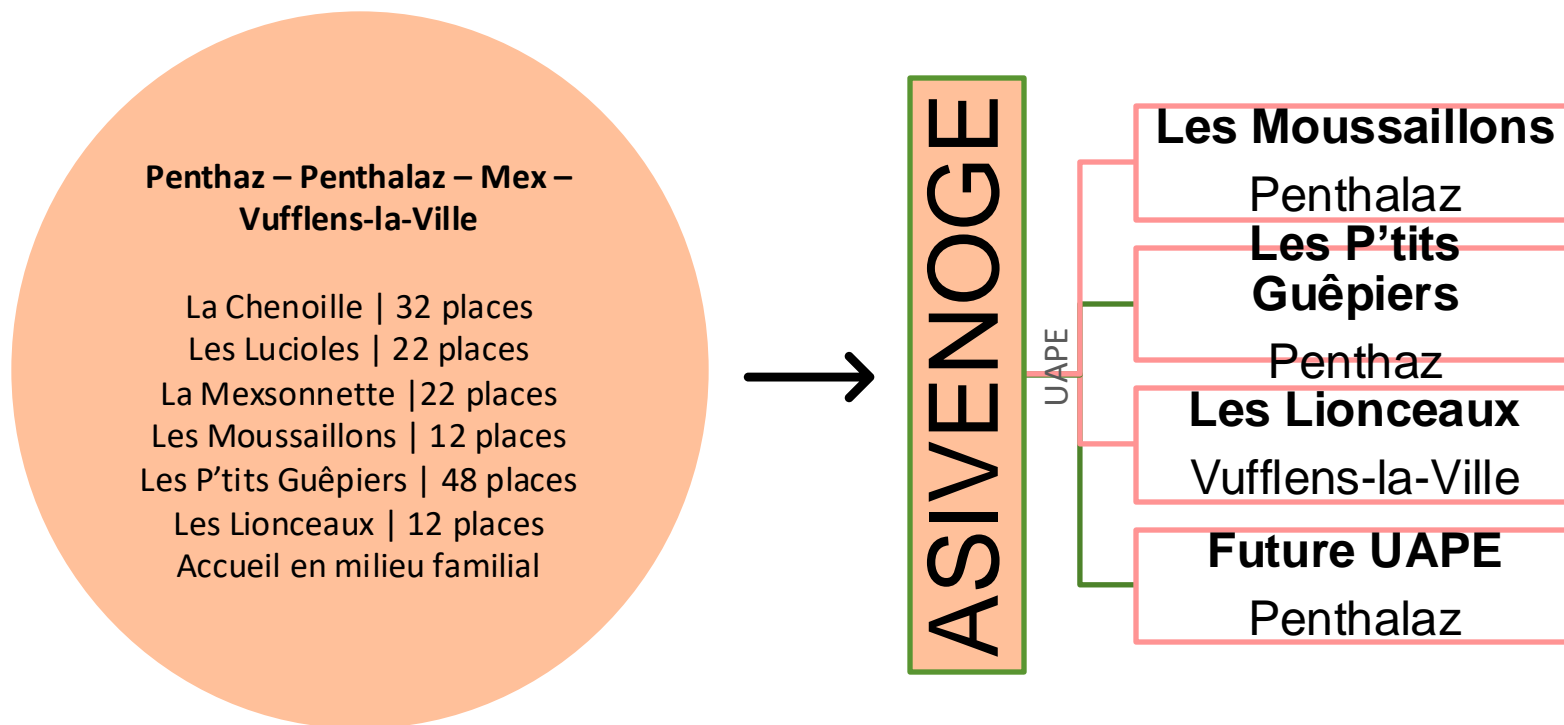 Penthaz – Penthalaz – Mex –
Vufflens-la-Ville
La Chenoille | 32 places
Les Lucioles | 22 places
La Mexsonnette |22 places
Les Moussaillons | 12 places
Les P’tits Guêpiers | 48 places
Les Lionceaux | 12 places
Accueil en milieu familial
ASIVENOGE
UAPE
Les Moussaillons
Penthalaz
Les P’tits
Guêpiers
Penthaz
Les Lionceaux
Vufflens-la-Ville
Future UAPE
Penthalaz